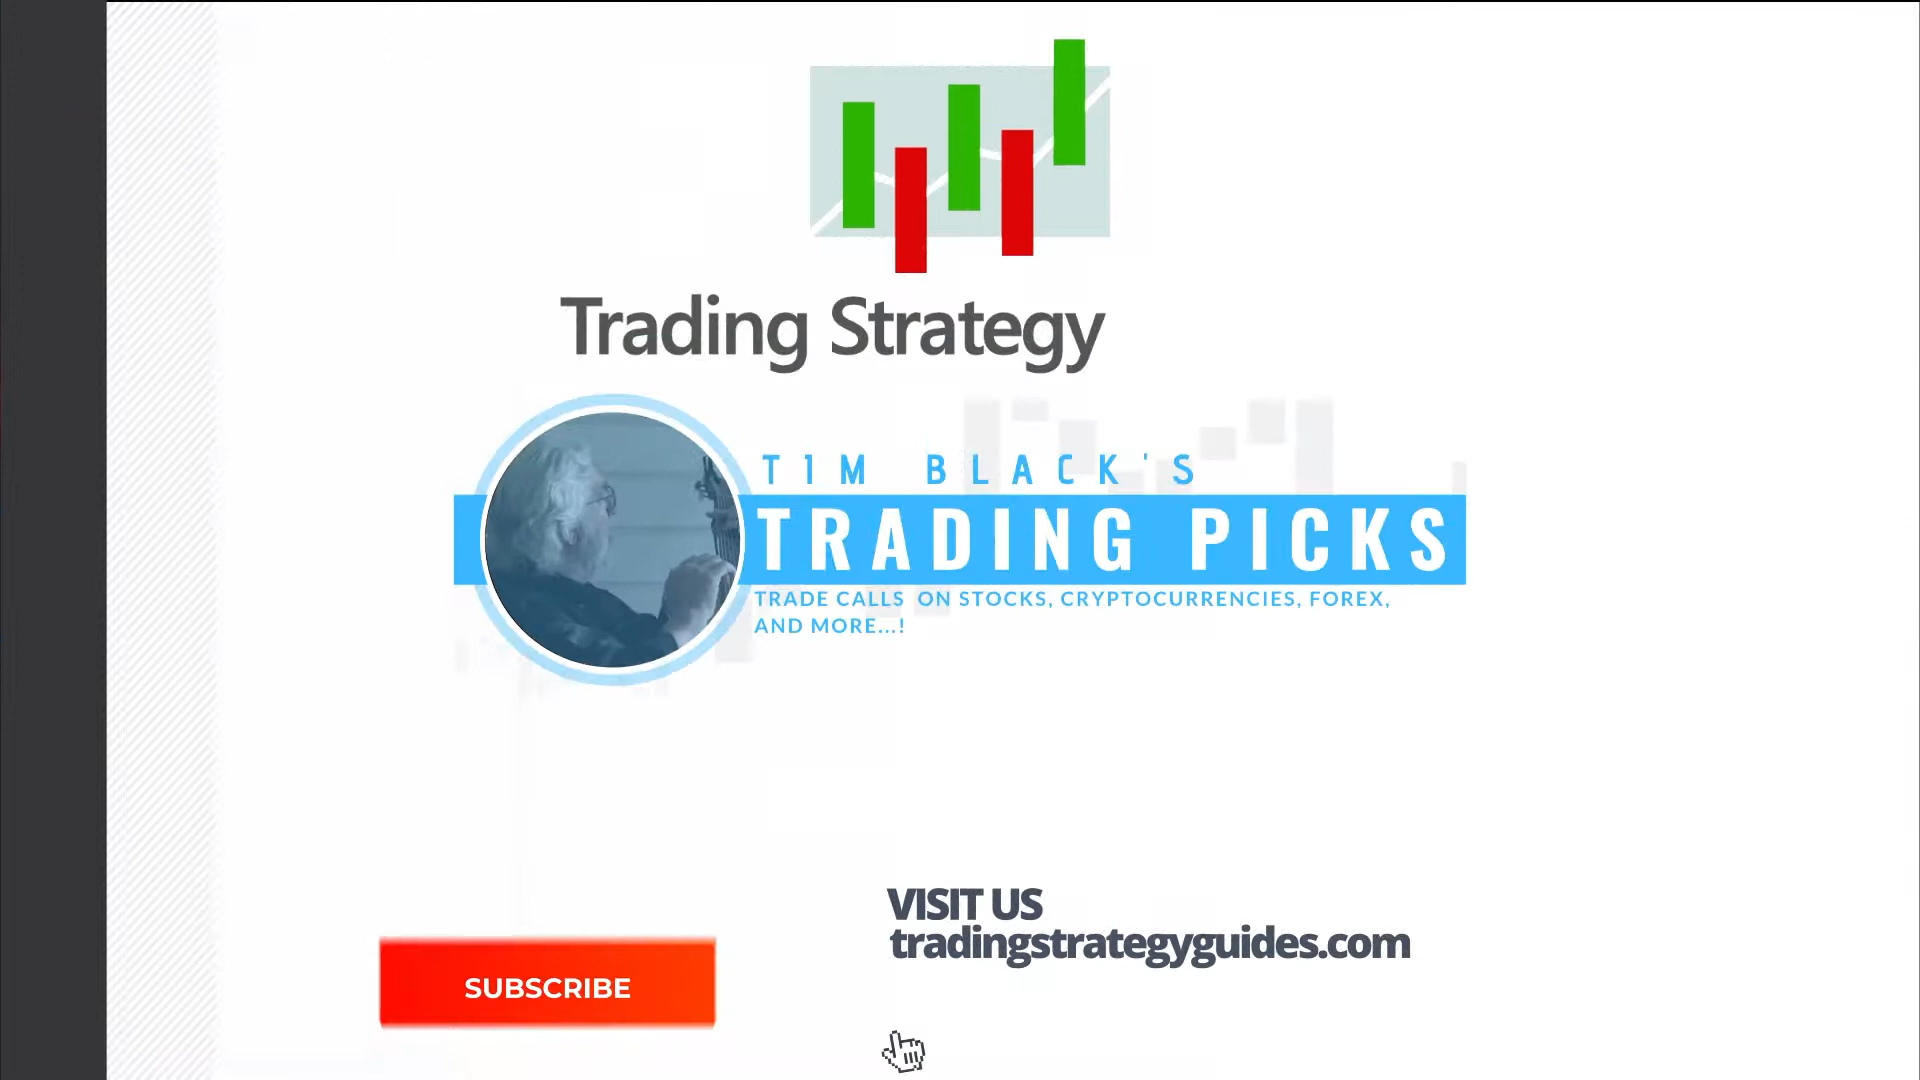 Trading Strategy
TIM BLACK'S
TRADING PICKS
TRADE CALLS ON STOCKS, CRYPTOCURRENCIES, FOREX,
AND MORE...!
VISIT US
tradingstrategyguides.com
SUBSCRIBE